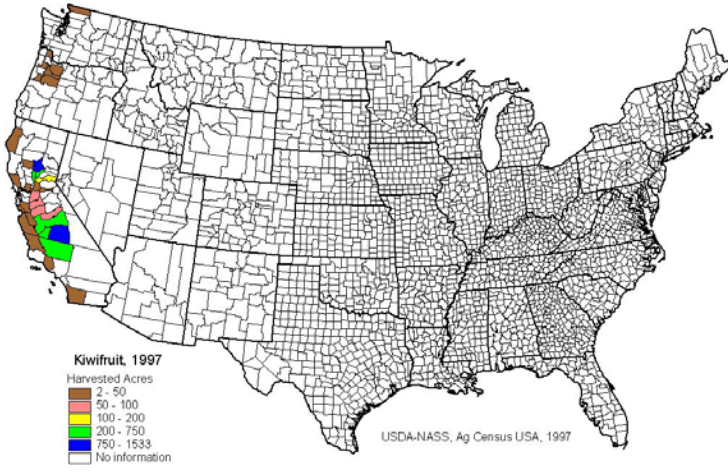 Kiwifruit, 1997
Harvested Acres
2 - 50
50 - 100
100 - 200
200 - 750
750 - 1533
No information
USDA-NASS, Ag Census USA, 1997